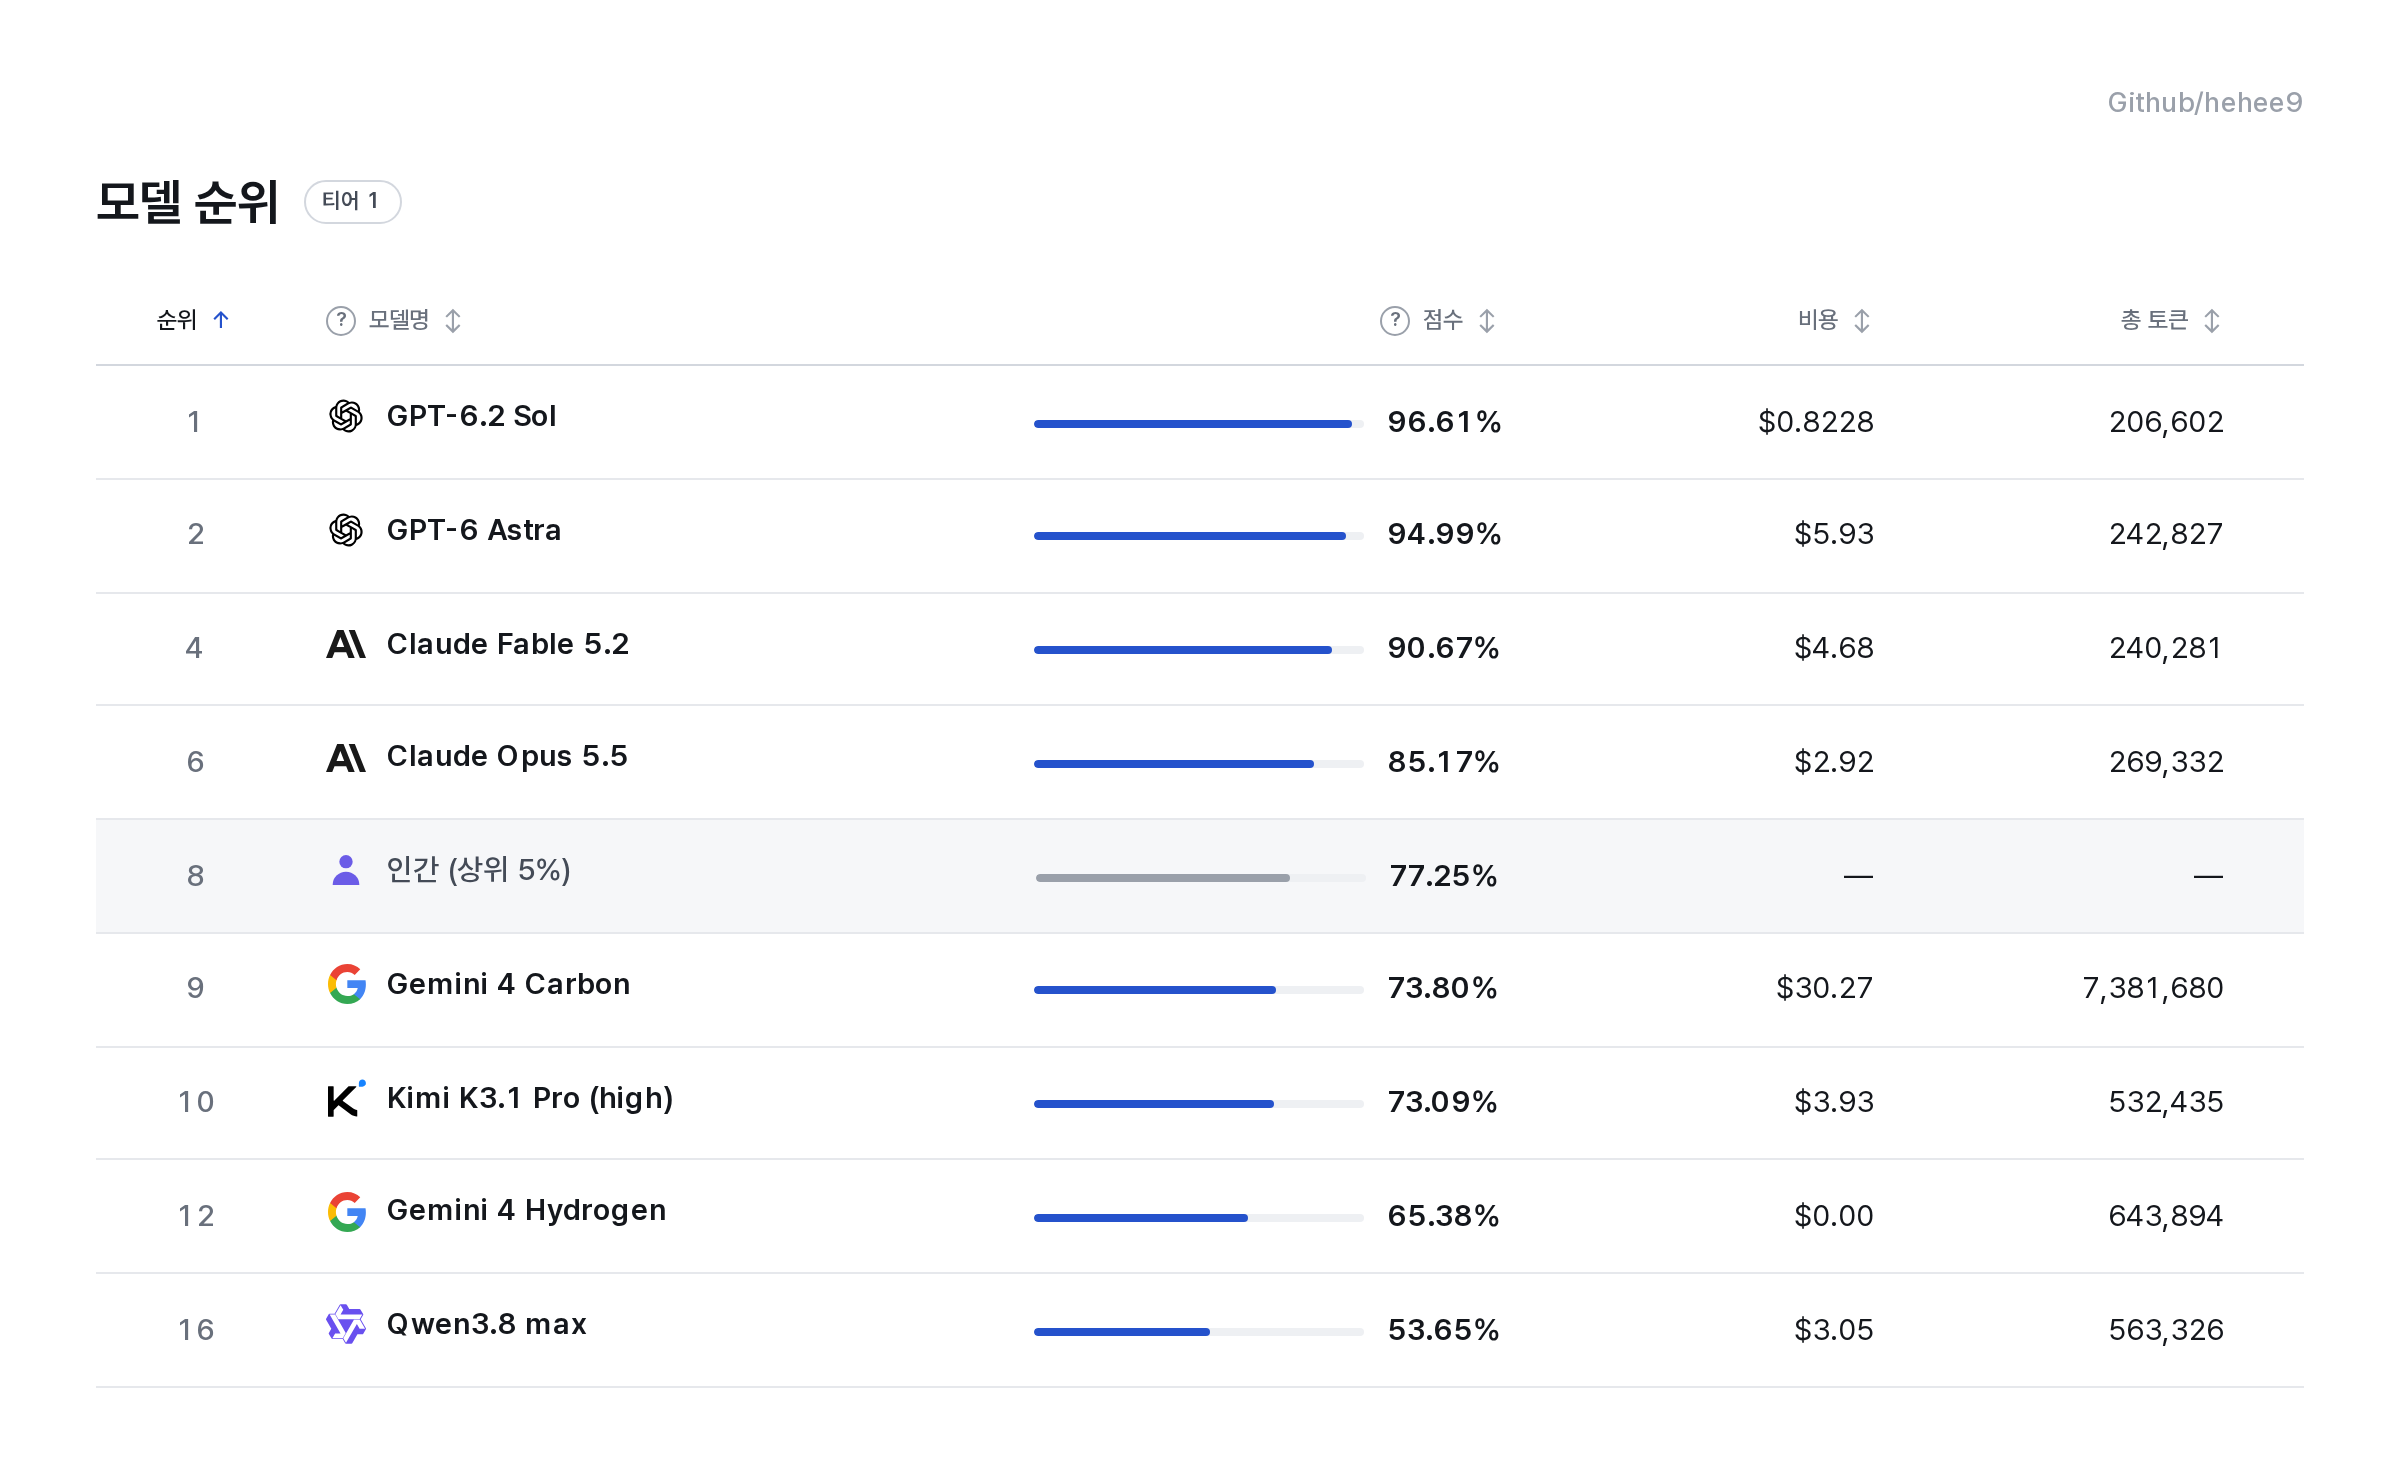 Github/hehee9
모델 순위 티어 1
순위 ↑ ? 모델명 ↕ ? 점수 ↕ 비용 ↕ 총 토큰 ↕
1 GPT-6.2 Sol 96.61% $0.8228 206,602
2 GPT-6 Astra 94.99% $5.93 242,827
4 Claude Fable 5.2 90.67% $4.68 240,281
6 Claude Opus 5.5 85.17% $2.92 269,332
8 인간 (상위 5%) 77.25% — —
9 Gemini 4 Carbon 73.80% $30.27 7,381,680
10 Kimi K3.1 Pro (high) 73.09% $3.93 532,435
12 Gemini 4 Hydrogen 65.38% $0.00 643,894
16 Qwen3.8 max 53.65% $3.05 563,326